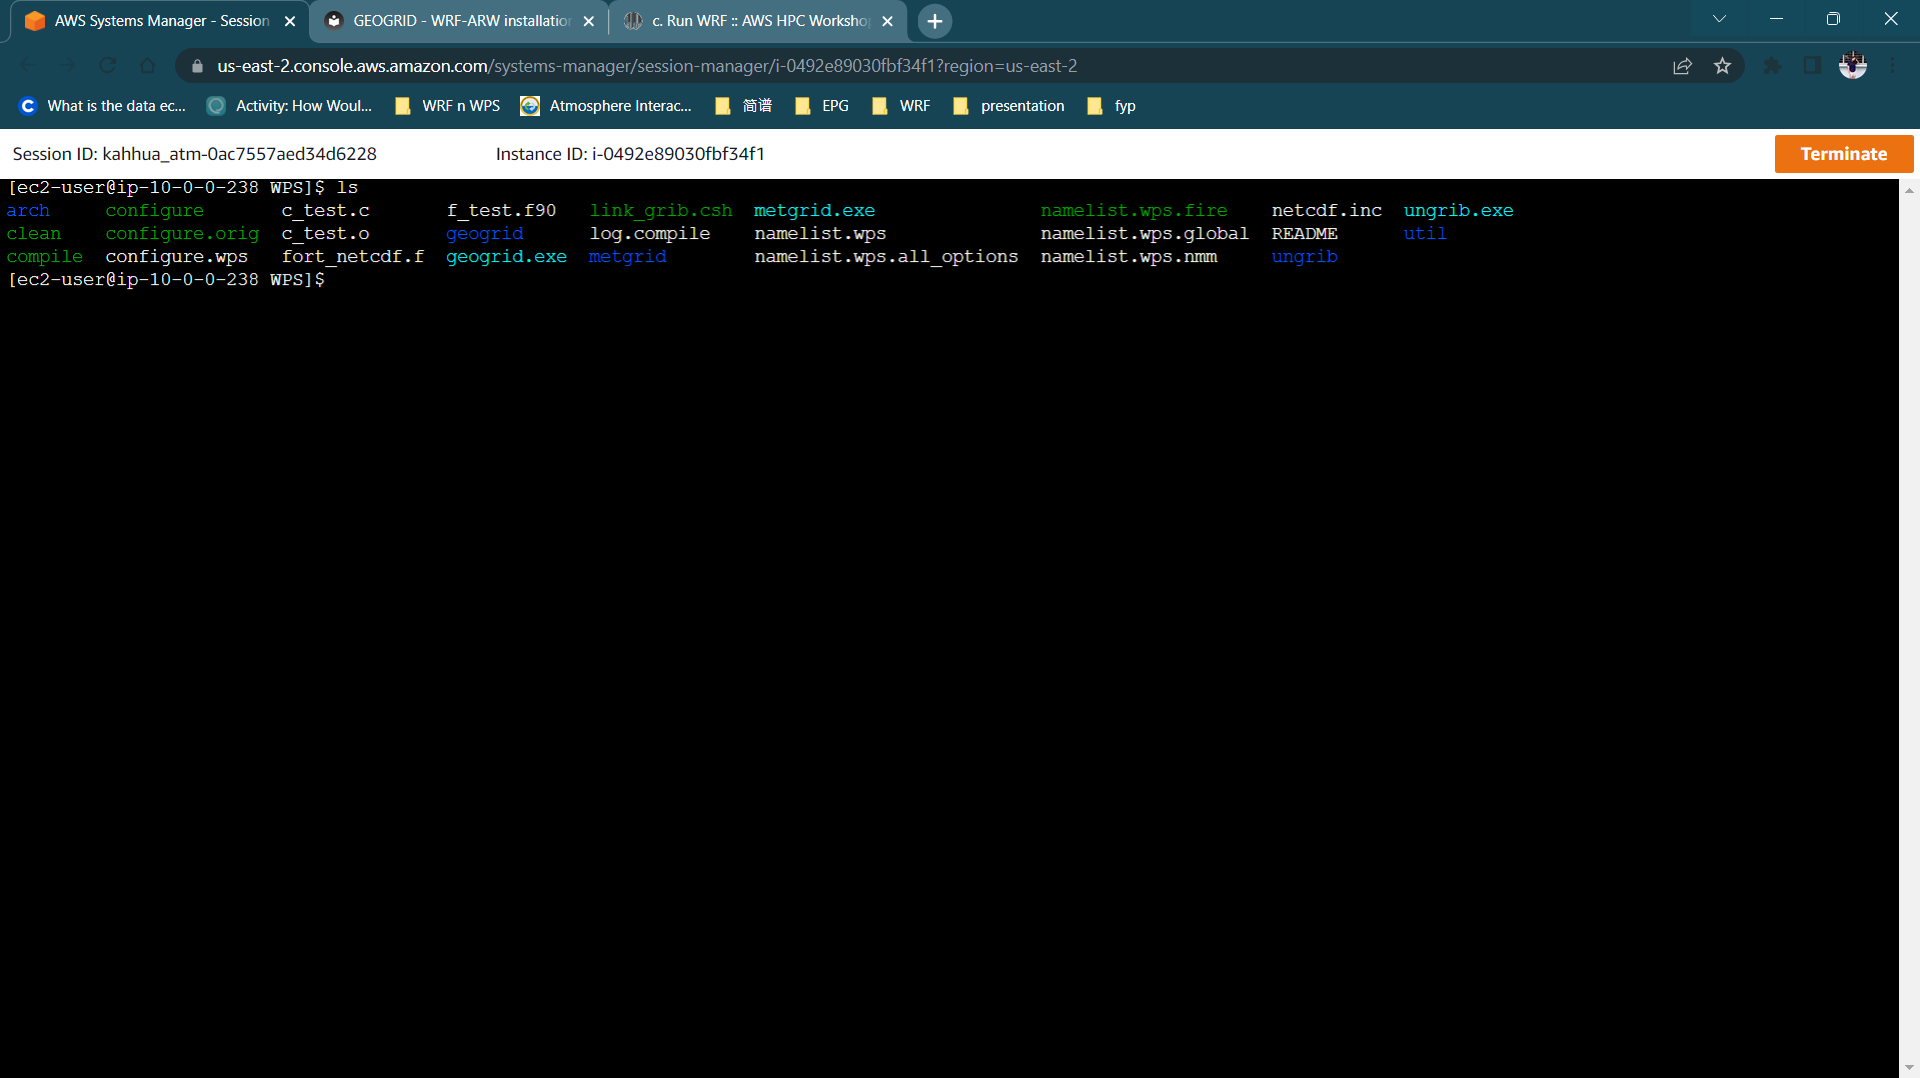 AWS Systems Manager - Session
GEOGRID - WRF-ARW installation
c. Run WRF :: AWS HPC Workshop
us-east-2.console.aws.amazon.com/systems-manager/session-manager/i-0492e89030fbf34f1?region=us-east-2
What is the data ec... Activity: How Woul... WRF n WPS Atmosphere Interac... 简谱 EPG WRF presentation fyp
Session ID: kahhua_atm-0ac7557aed34d6228 Instance ID: i-0492e89030fbf34f1 Terminate
[ec2-user@ip-10-0-0-238 WPS]$ ls
arch configure c_test.c f_test.f90 link_grib.csh metgrid.exe namelist.wps.fire netcdf.inc ungrib.exe
clean configure.orig c_test.o geogrid log.compile namelist.wps namelist.wps.global README util
compile configure.wps fort_netcdf.f geogrid.exe metgrid namelist.wps.all_options namelist.wps.nmm ungrib
[ec2-user@ip-10-0-0-238 WPS]$